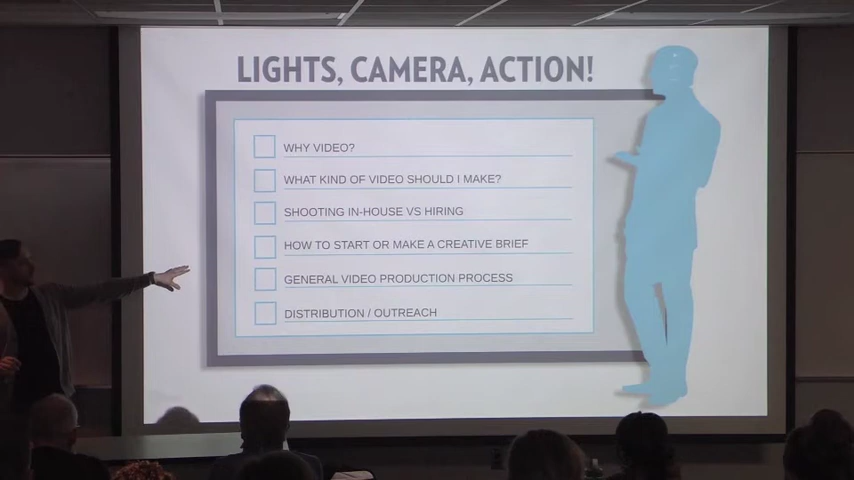 LIGHTS, CAMERA, ACTION!
WHY VIDEO?
WHAT KIND OF VIDEO SHOULD I MAKE?
SHOOTING IN-HOUSE VS HIRING
HOW TO START OR MAKE A CREATIVE BRIEF
GENERAL VIDEO PRODUCTION PROCESS
DISTRIBUTION / OUTREACH